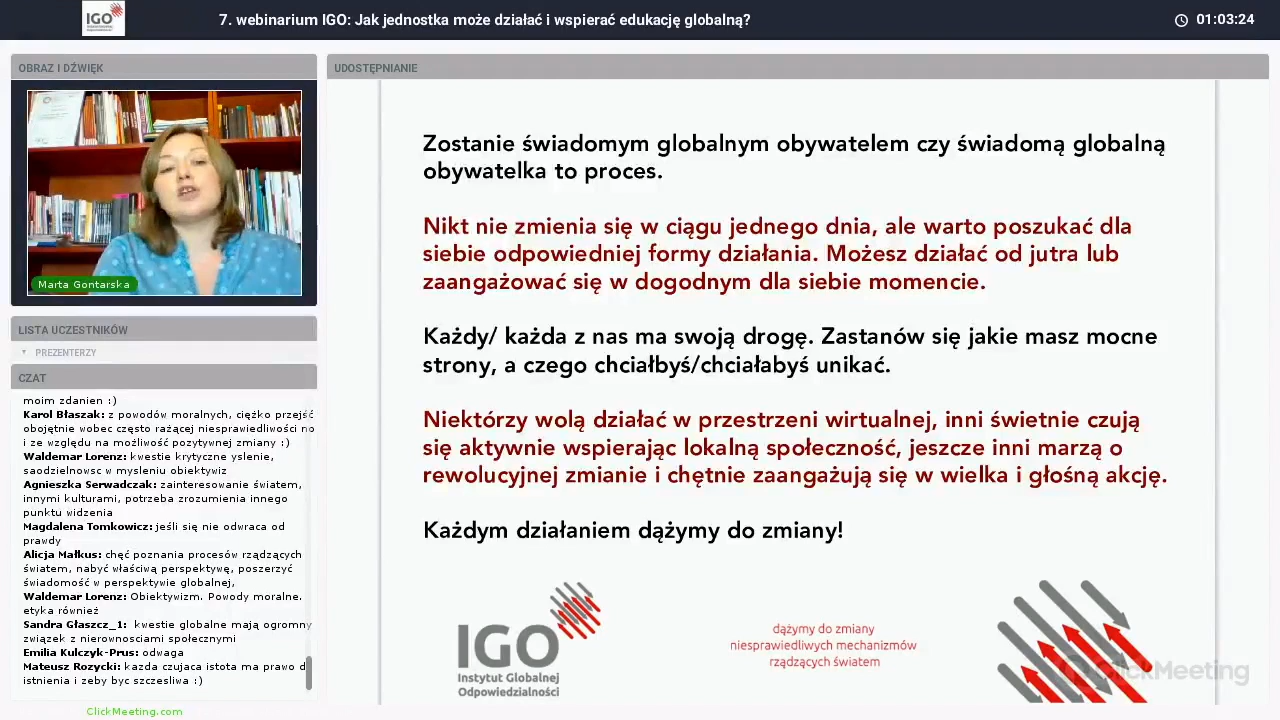 IGO
7. webinarium IGO: Jak jednostka może działać i wspierać edukację globalną?
01:03:24
OBRAZ I DŹWIĘK
Marta Gontarska
LISTA UCZESTNIKÓW
PREZENTERZY
CZAT
moim zdanien :)
Karol Błaszak: z powodów moralnych, ciężko przejść
obojętnie wobec często rażącej niesprawiedliwości no
i ze względu na możliwość pozytywnej zmiany :)
Waldemar Lorenz: kwestie krytyczne yslenie,
saodzielnowsc w mysleniu obiektywiz
Agnieszka Serwadczak: zainteresowanie światem,
innymi kulturami, potrzeba zrozumienia innego
punktu widzenia
Magdalena Tomkowicz: jeśli się nie odwraca od
prawdy
Alicja Małkus: chęć poznania procesów rządzących
światem, nabyć właściwą perspektywę, poszerzyć
świadomość w perspektywie globalnej,
Waldemar Lorenz: Obiektywizm. Powody moralne.
etyka również
Sandra Głaszcz_1: kwestie globalne mają ogromny
związek z nierownosciami społecznymi
Emilia Kulczyk-Prus: odwaga
Mateusz Rozycki: kazda czujaca istota ma prawo d
istnienia i zeby byc szczesliwa :)
ClickMeeting.com
UDOSTĘPNIANIE
Zostanie świadomym globalnym obywatelem czy świadomą globalną
obywatelka to proces.
Nikt nie zmienia się w ciągu jednego dnia, ale warto poszukać dla
siebie odpowiedniej formy działania. Możesz działać od jutra lub
zaangażować się w dogodnym dla siebie momencie.
Każdy/ każda z nas ma swoją drogę. Zastanów się jakie masz mocne
strony, a czego chciałbyś/chciałabyś unikać.
Niektórzy wolą działać w przestrzeni wirtualnej, inni świetnie czują
się aktywnie wspierając lokalną społeczność, jeszcze inni marzą o
rewolucyjnej zmianie i chętnie zaangażują się w wielka i głośną akcję.
Każdym działaniem dążymy do zmiany!
IGO
Instytut Globalnej
Odpowiedzialności
dążymy do zmiany
niesprawiedliwych mechanizmów
rządzących światem
ClickMeeting